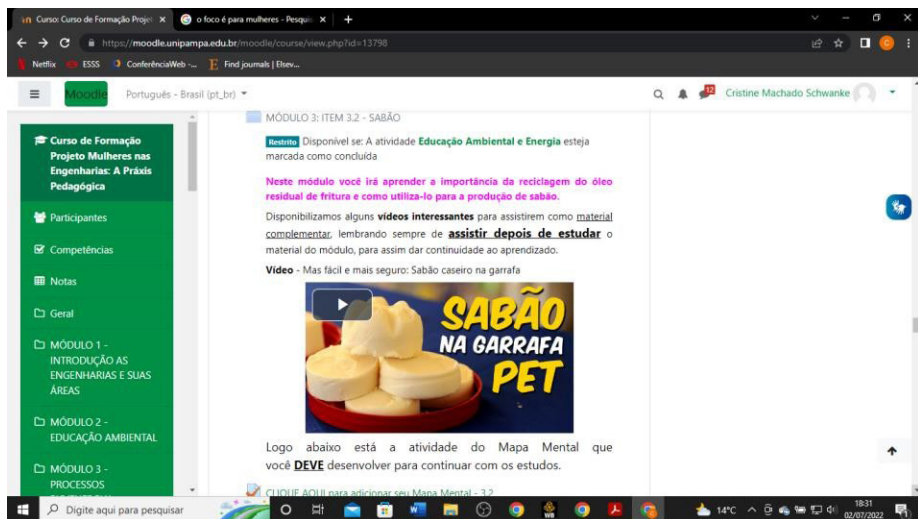 Curso: Curso de Formação Projet
o foco é para mulheres - Pesquis
https://moodle.unipampa.edu.br/moodle/course/view.php?id=13798
Netflix ESSS ConferênciaWeb -... Find journals | Elsev...
Moodle Português - Brasil (pt_br) 12 Cristine Machado Schwanke
Curso de Formação
Projeto Mulheres nas
Engenharias: A Práxis
Pedagógica
Participantes
Competências
Notas
Geral
MÓDULO 1 -
INTRODUÇÃO AS
ENGENHARIAS E SUAS
ÁREAS
MÓDULO 2 -
EDUCAÇÃO AMBIENTAL
MÓDULO 3 -
PROCESSOS
MÓDULO 3: ITEM 3.2 - SABÃO
Restrito Disponível se: A atividade Educação Ambiental e Energia esteja
marcada como concluída
Neste módulo você irá aprender a importância da reciclagem do óleo
residual de fritura e como utiliza-lo para a produção de sabão.
Disponibilizamos alguns vídeos interessantes para assistirem como material
complementar, lembrando sempre de assistir depois de estudar o
material do módulo, para assim dar continuidade ao aprendizado.
Vídeo - Mas fácil e mais seguro: Sabão caseiro na garrafa
SABÃO
NA GARRAFA
PET
Logo abaixo está a atividade do Mapa Mental que
você DEVE desenvolver para continuar com os estudos.
CLIQUE AQUI para adicionar seu Mapa Mental - 3.2
Digite aqui para pesquisar
14°C
18:31
02/07/2022